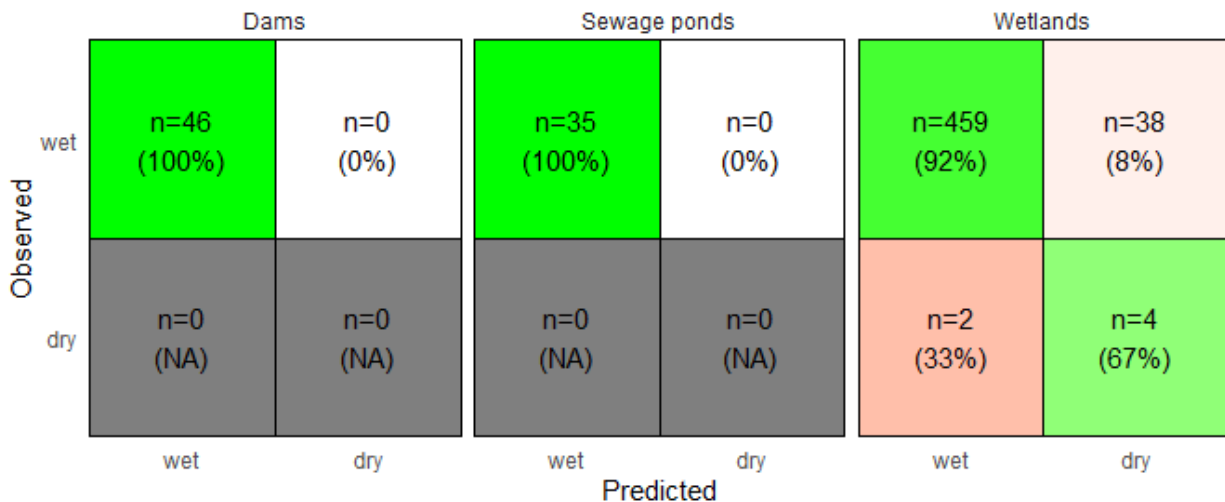 Dams Sewage ponds Wetlands
wet
n=46 n=0 n=35 n=0 n=459 n=38
(100%) (0%) (100%) (0%) (92%) (8%)
Observed
dry
n=0 n=0 n=0 n=0 n=2 n=4
(NA) (NA) (NA) (NA) (33%) (67%)
wet dry wet dry wet dry
Predicted